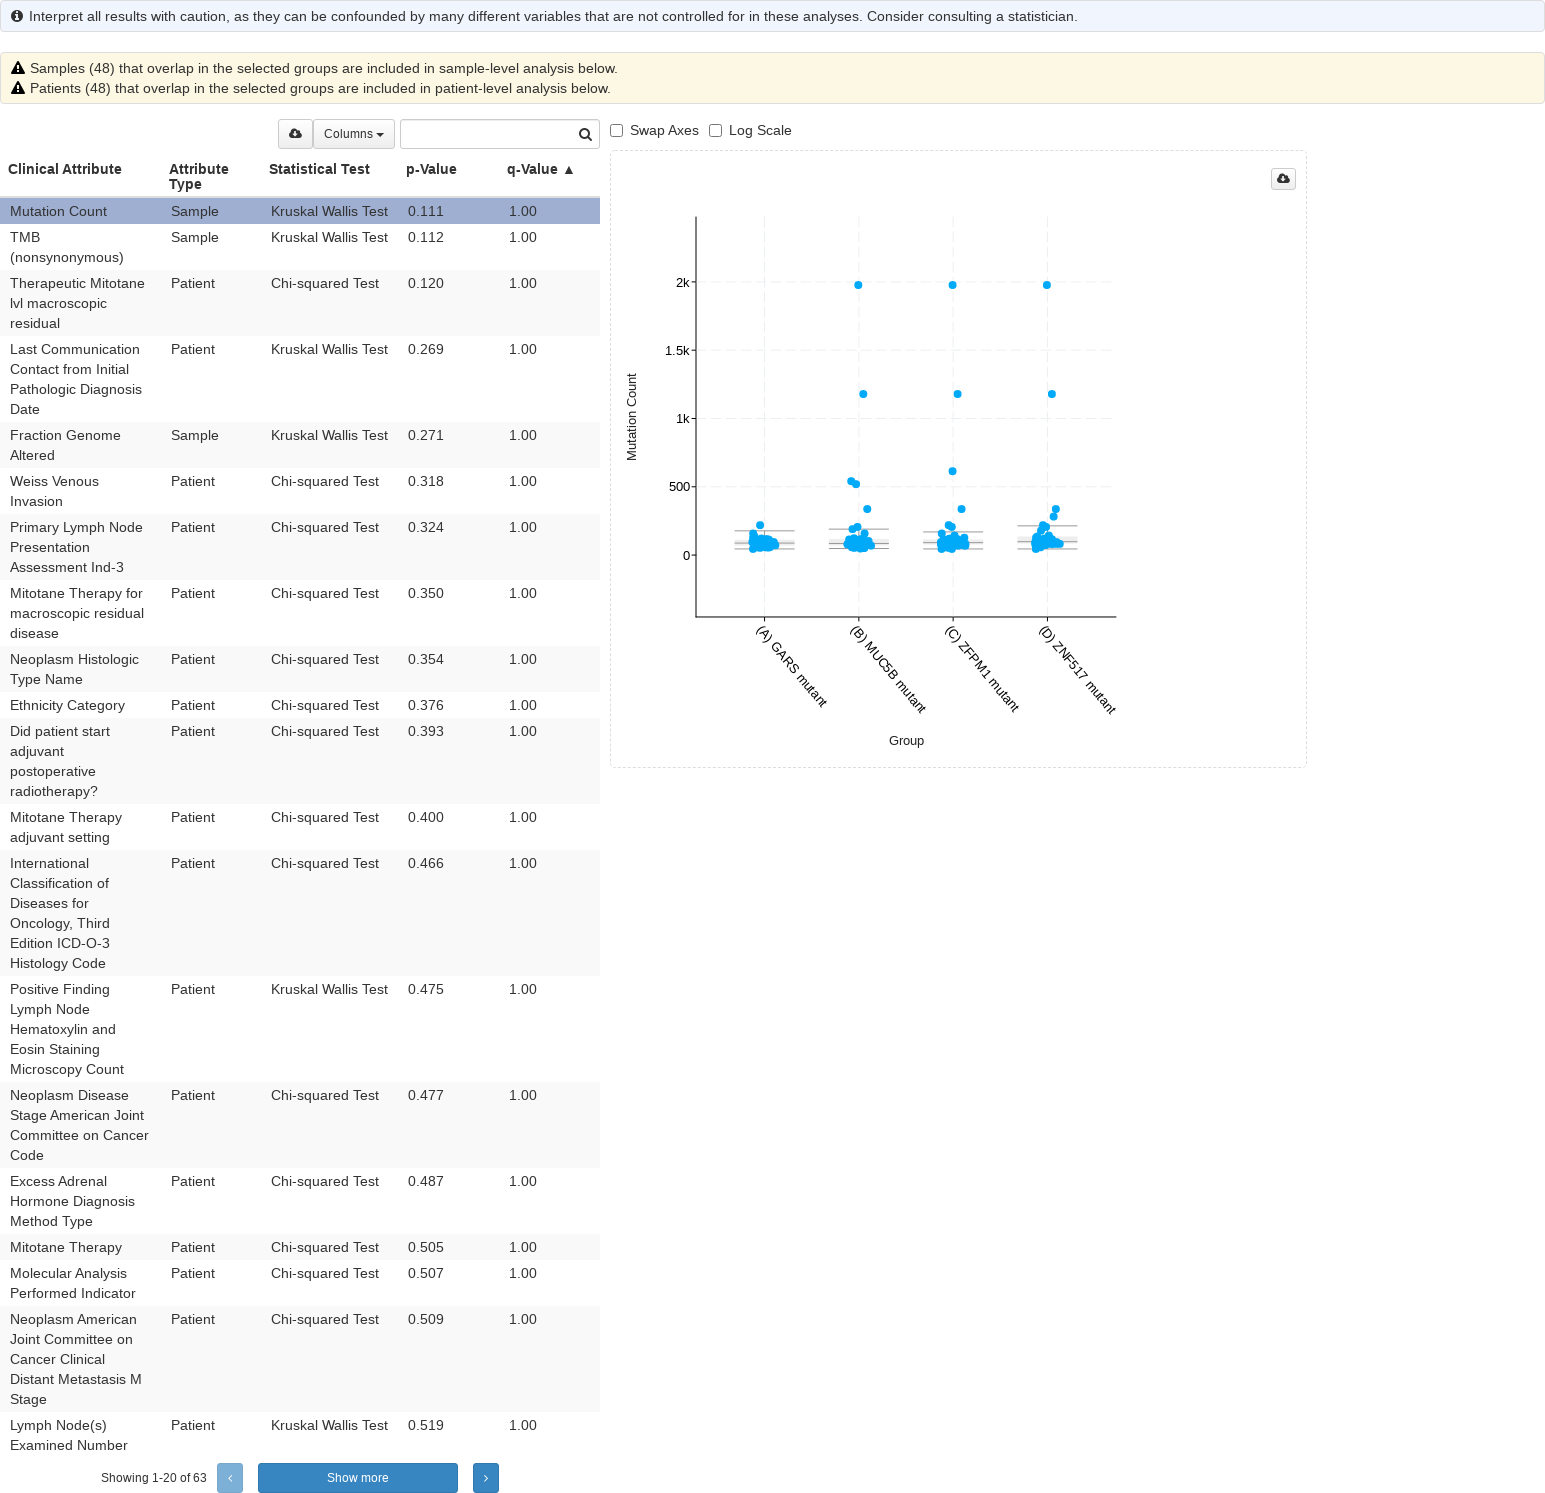 Interpret all results with caution, as they can be confounded by many different variables that are not controlled for in these analyses. Consider consulting a statistician.
Samples (48) that overlap in the selected groups are included in sample-level analysis below.
Patients (48) that overlap in the selected groups are included in patient-level analysis below.
Columns
Clinical Attribute Attribute Type Statistical Test p-Value q-Value ▲
Mutation Count Sample Kruskal Wallis Test 0.111 1.00
TMB Sample Kruskal Wallis Test 0.112 1.00
(nonsynonymous)
Therapeutic Mitotane Patient Chi-squared Test 0.120 1.00
lvl macroscopic
residual
Last Communication Patient Kruskal Wallis Test 0.269 1.00
Contact from Initial
Pathologic Diagnosis
Date
Fraction Genome Sample Kruskal Wallis Test 0.271 1.00
Altered
Weiss Venous Patient Chi-squared Test 0.318 1.00
Invasion
Primary Lymph Node Patient Chi-squared Test 0.324 1.00
Presentation
Assessment Ind-3
Mitotane Therapy for Patient Chi-squared Test 0.350 1.00
macroscopic residual
disease
Neoplasm Histologic Patient Chi-squared Test 0.354 1.00
Type Name
Ethnicity Category Patient Chi-squared Test 0.376 1.00
Did patient start Patient Chi-squared Test 0.393 1.00
adjuvant
postoperative
radiotherapy?
Mitotane Therapy Patient Chi-squared Test 0.400 1.00
adjuvant setting
International Patient Chi-squared Test 0.466 1.00
Classification of
Diseases for
Oncology, Third
Edition ICD-O-3
Histology Code
Positive Finding Patient Kruskal Wallis Test 0.475 1.00
Lymph Node
Hematoxylin and
Eosin Staining
Microscopy Count
Neoplasm Disease Patient Chi-squared Test 0.477 1.00
Stage American Joint
Committee on Cancer
Code
Excess Adrenal Patient Chi-squared Test 0.487 1.00
Hormone Diagnosis
Method Type
Mitotane Therapy Patient Chi-squared Test 0.505 1.00
Molecular Analysis Patient Chi-squared Test 0.507 1.00
Performed Indicator
Neoplasm American Patient Chi-squared Test 0.509 1.00
Joint Committee on
Cancer Clinical
Distant Metastasis M
Stage
Lymph Node(s) Patient Kruskal Wallis Test 0.519 1.00
Examined Number
Showing 1-20 of 63
Show more
Swap Axes Log Scale
Mutation Count
2k
1.5k
1k
500
0
(A) GARS mutant
(B) MUC5B mutant
(C) ZFPM1 mutant
(D) ZNF517 mutant
Group